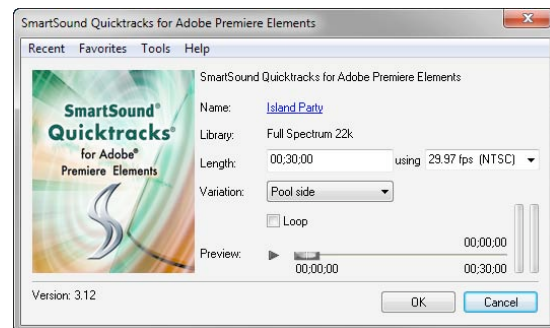 SmartSound Quicktracks for Adobe Premiere Elements
Recent Favorites Tools Help
SmartSound®
Quicktracks®
for Adobe®
Premiere Elements
SmartSound Quicktracks for Adobe Premiere Elements
Name: Island Party
Library: Full Spectrum 22k
Length: 00;30;00 using 29.97 fps (NTSC)
Variation: Pool side
Loop
00;00;00
Preview:
00;00;00 00;30;00
Version: 3.12
OK Cancel